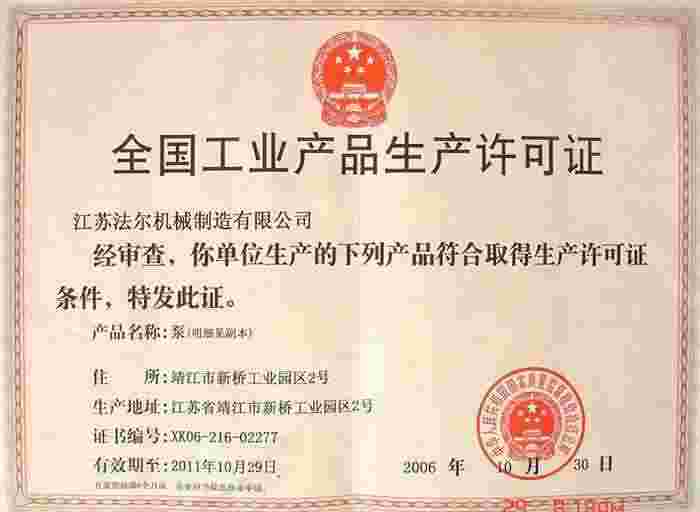 全国工业产品生产许可证
江苏法尔机械制造有限公司
经审查，你单位生产的下列产品符合取得生产许可证
条件，特发此证。
产品名称：泵(明细见副本)
住 所：靖江市新桥工业园区2号
生产地址：江苏省靖江市新桥工业园区2号
证书编号：XK06-216-02277
有效期至：2011年10月29日
2006 年 10 月 30 日